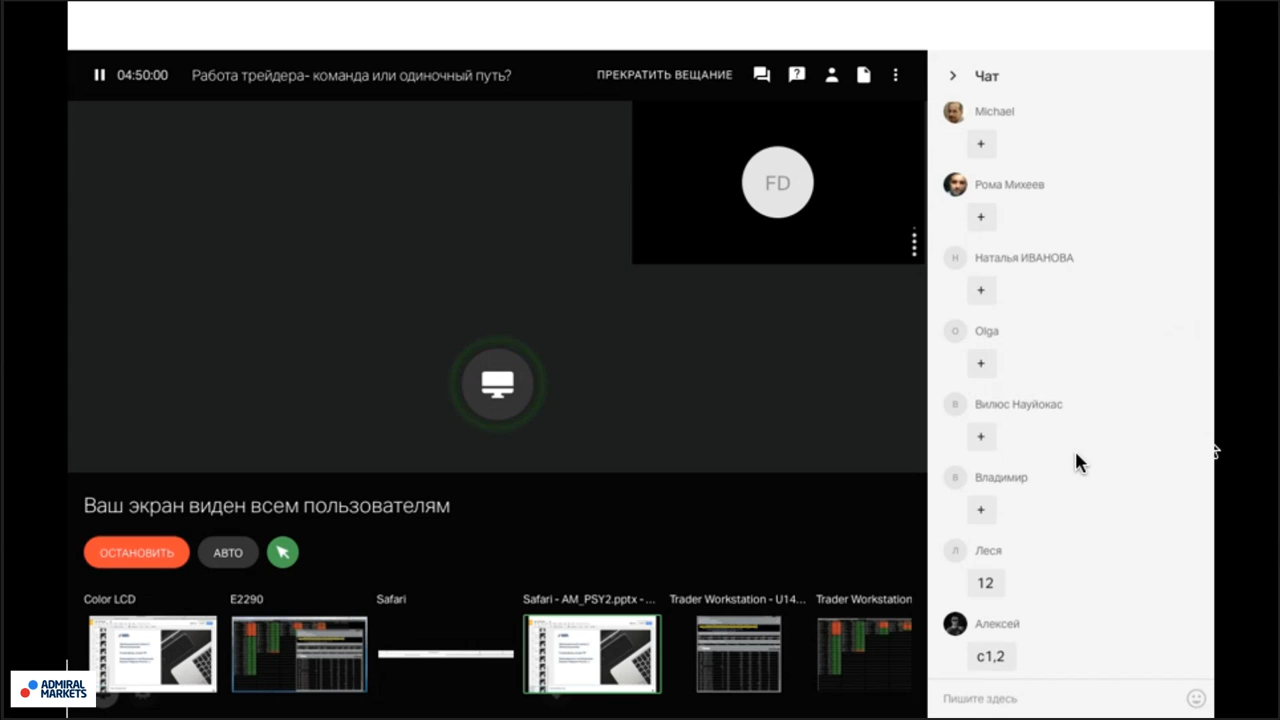 04:50:00
Работа трейдера- команда или одиночный путь?
ПРЕКРАТИТЬ ВЕЩАНИЕ
?
FD
Ваш экран виден всем пользователям
ОСТАНОВИТЬ
АВТО
Color LCD
E2290
Safari
Safari - AM_PSY2.pptx -...
Trader Workstation - U14...
Trader Workstation
ADMIRAL
MARKETS
Чат
Michael
+
Рома Михеев
+
Н
Наталья ИВАНОВА
+
O
Olga
+
В
Вилюс Науйокас
+
В
Владимир
+
Л
Леся
12
Алексей
с1,2
Пишите здесь